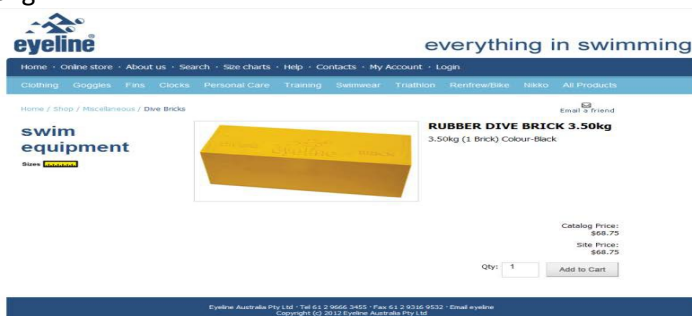 eyeline
everything in swimming
Home · Online store · About us · Search · Size charts · Help · Contacts · My Account · Login
Clothing Goggles Fins Clocks Personal Care Training Swimwear Triathlon Renfrew/Bike Nikko All Products
Home / Shop / Miscellaneous / Dive Bricks
Email a friend
swim
equipment
Sizes
RUBBER DIVE BRICK 3.50kg
3.50kg (1 Brick) Colour-Black
Catalog Price:
$68.75
Site Price:
$68.75
Qty: 1 Add to Cart
Eyeline Australia Pty Ltd · Tel 61 2 9666 3455 · Fax 61 2 9316 9532 · Email eyeline
Copyright (c) 2012 Eyeline Australia Pty Ltd